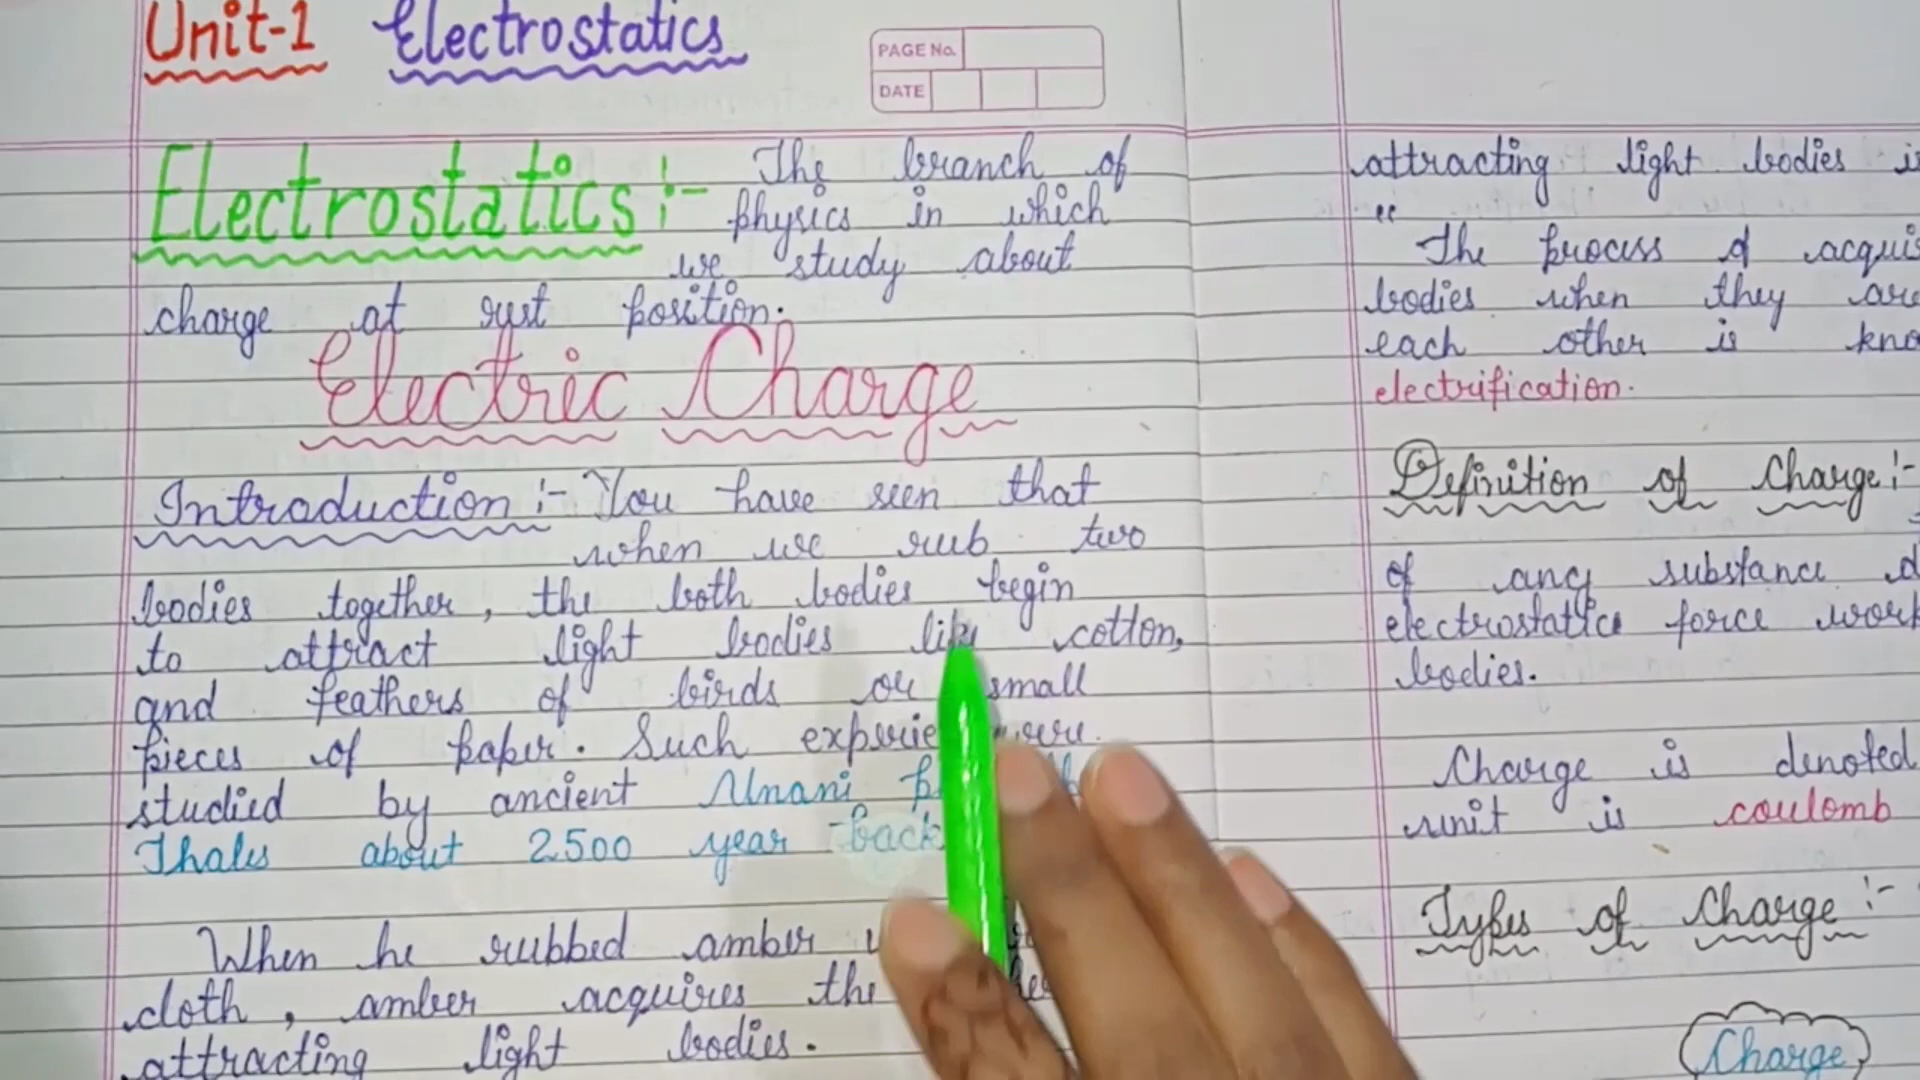 Unit-1 Electrostatics
PAGE No.
DATE
Electrostatics :- The branch of
physics in which
we study about
charge at rest position.
Electric Charge
Introduction :- You have seen that
when we rub two
bodies together, the both bodies begin
to attract light bodies like cotton,
and feathers of birds or small
pieces of paper. Such were
studied by ancient Unani
Thales about 2500 year back
When he rubbed amber
cloth, amber acquires the
attracting light bodies.
attracting light bodies
"
The process of
bodies when they are
each other is
electrification.
Definition of Charge :-
of any substance
electrostatics force
bodies.
Charge is denoted
unit is coulomb
Types of Charge :-
Charge